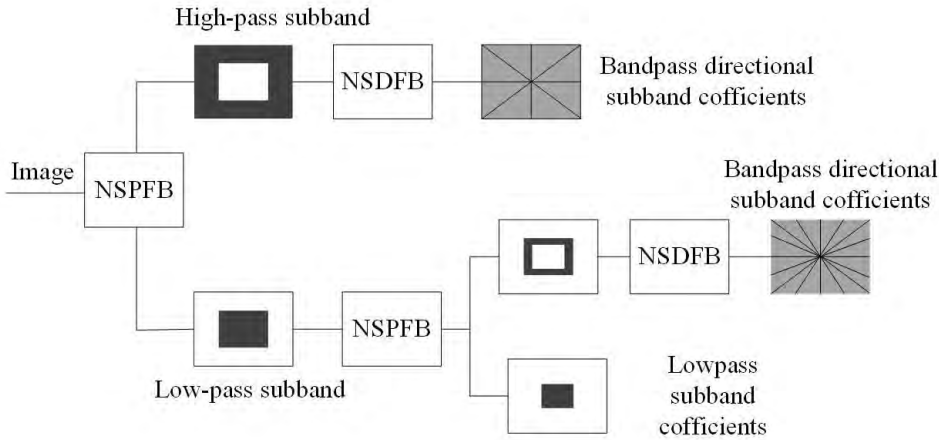 High-pass subband
NSDFB
Bandpass directional
subband cofficients
Image
NSPFB
Bandpass directional
subband cofficients
NSDFB
NSPFB
Low-pass subband
Lowpass
subband
cofficients